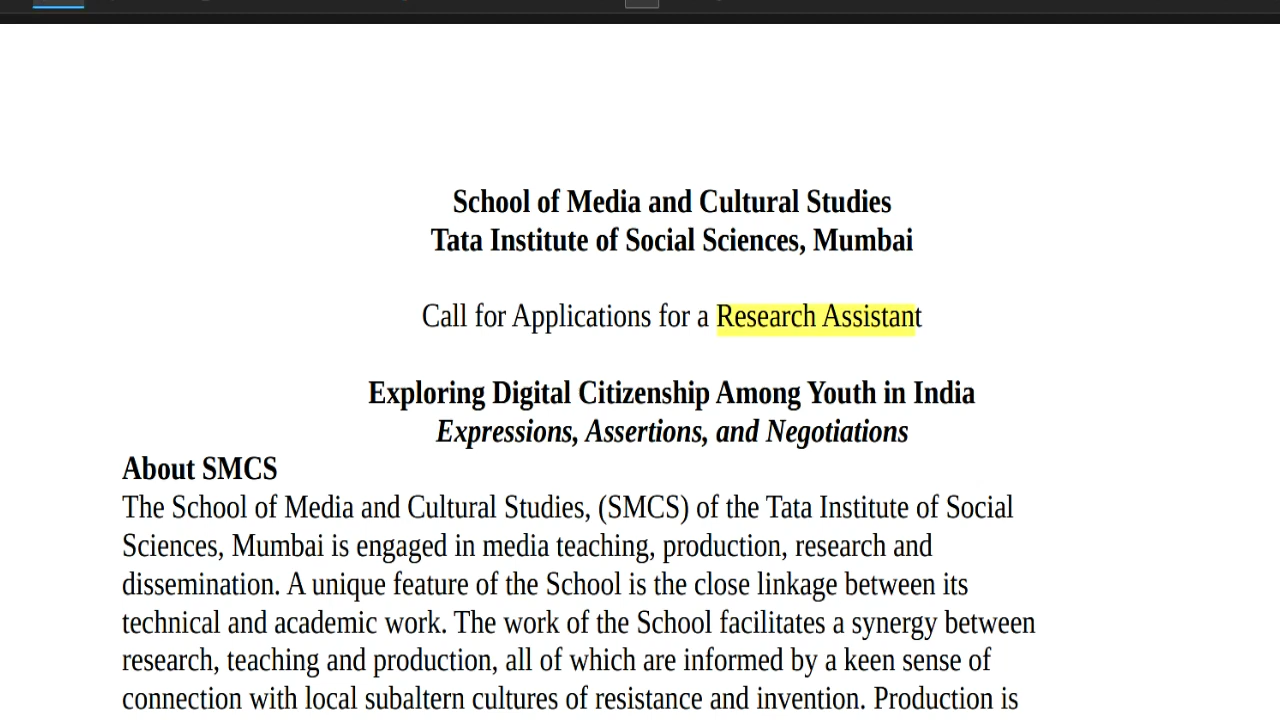 School of Media and Cultural Studies
Tata Institute of Social Sciences, Mumbai
Call for Applications for a Research Assistant
Exploring Digital Citizenship Among Youth in India
Expressions, Assertions, and Negotiations
About SMCS
The School of Media and Cultural Studies, (SMCS) of the Tata Institute of Social
Sciences, Mumbai is engaged in media teaching, production, research and
dissemination. A unique feature of the School is the close linkage between its
technical and academic work. The work of the School facilitates a synergy between
research, teaching and production, all of which are informed by a keen sense of
connection with local subaltern cultures of resistance and invention. Production is